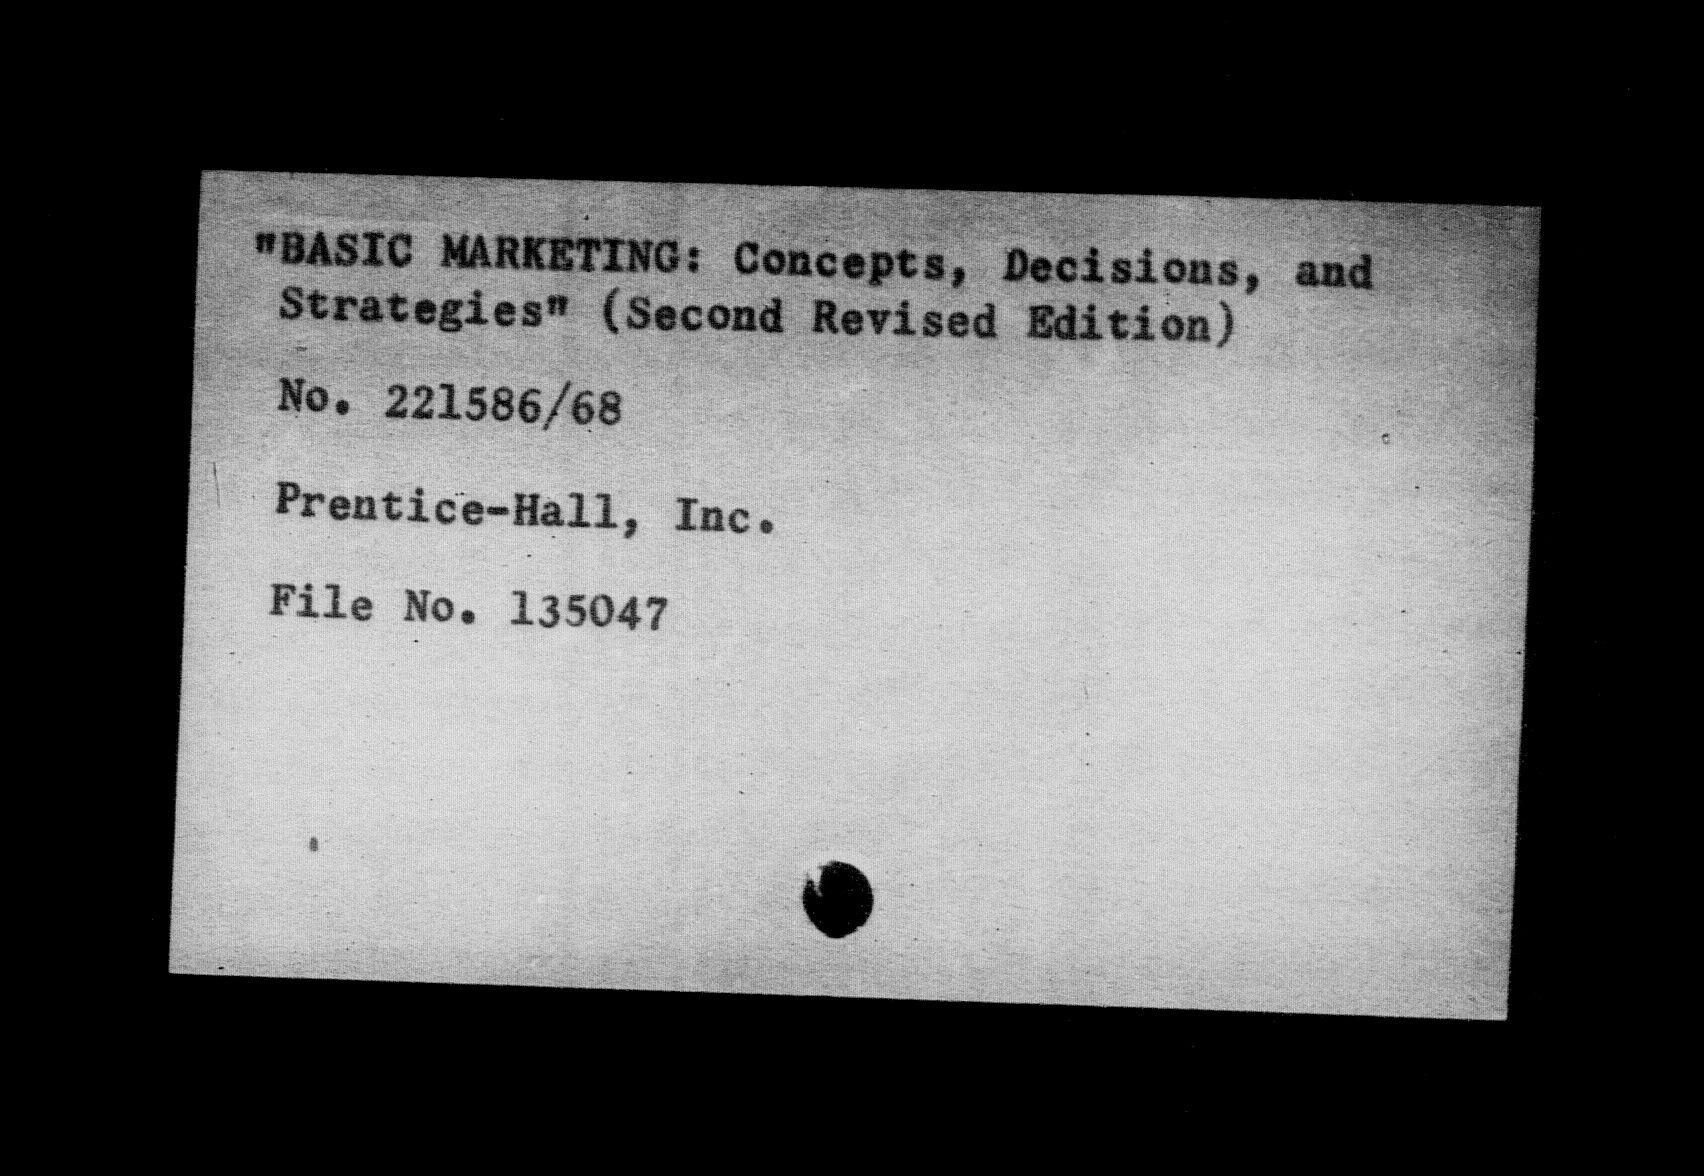 "BASIC MARKETING: Concepts, Decisions, and
Strategies" (Second Revised Edition)
No. 221586/68
Prentice-Hall, Inc.
File No. 135047